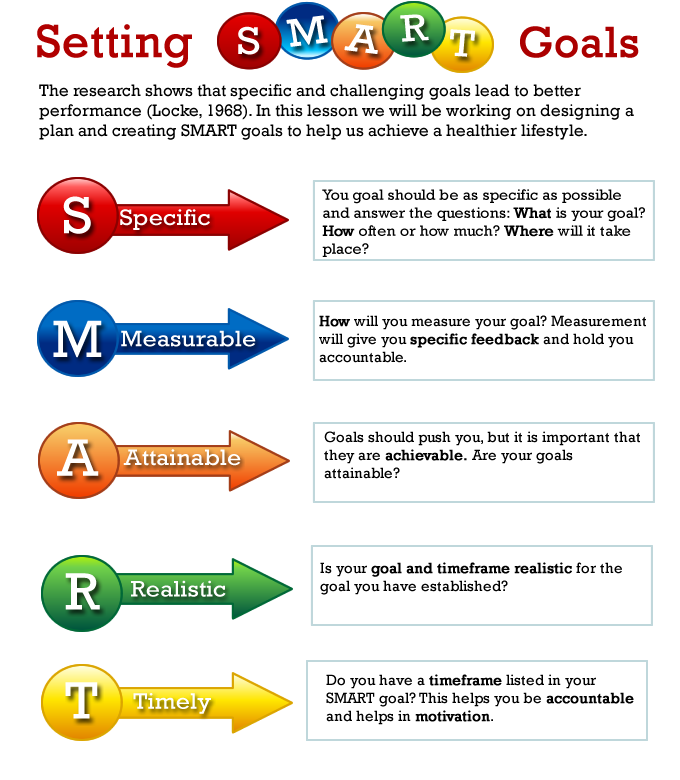 Setting SMART Goals
The research shows that specific and challenging goals lead to better
performance (Locke, 1968). In this lesson we will be working on designing a
plan and creating SMART goals to help us achieve a healthier lifestyle.
S Specific
You goal should be as specific as possible
and answer the questions: What is your goal?
How often or how much? Where will it take
place?
M Measurable
How will you measure your goal? Measurement
will give you specific feedback and hold you
accountable.
A Attainable
Goals should push you, but it is important that
they are achievable. Are your goals
attainable?
R Realistic
Is your goal and timeframe realistic for the
goal you have established?
T Timely
Do you have a timeframe listed in your
SMART goal? This helps you be accountable
and helps in motivation.